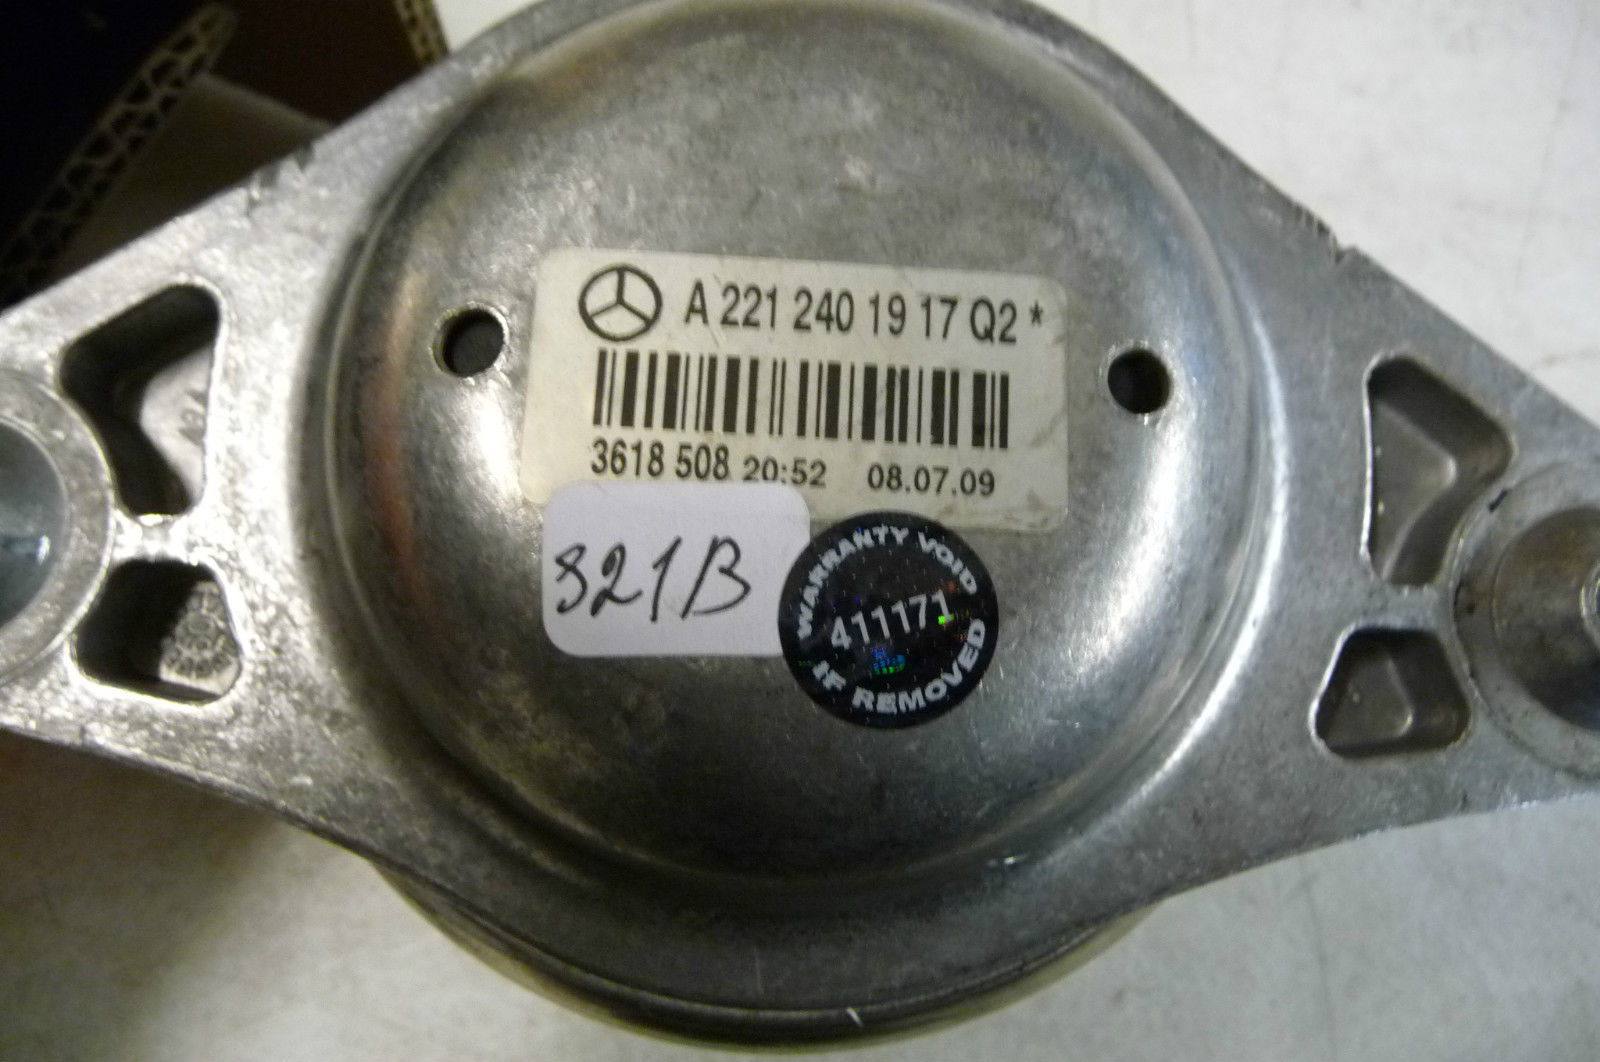 A 221 240 19 17 Q2 *
3618 508 20:52 08.07.09
321B
WARRANTY VOID
411171
IF REMOVED